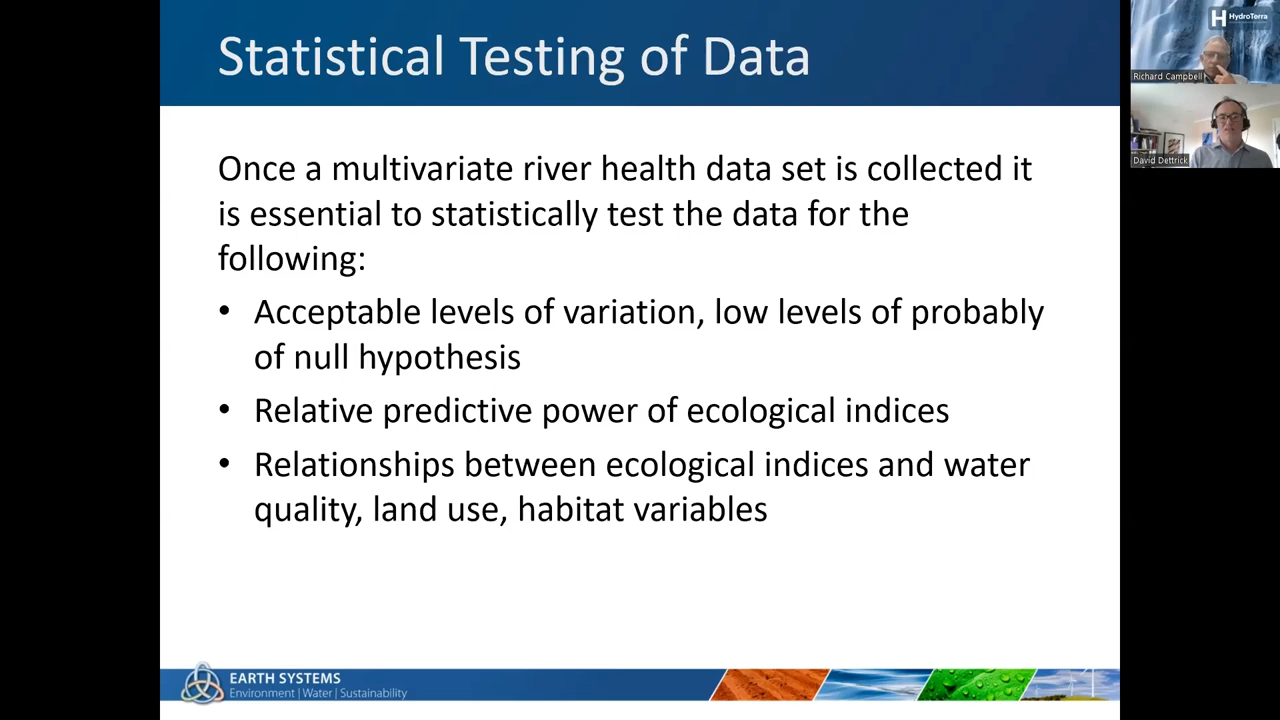 Statistical Testing of Data
Once a multivariate river health data set is collected it
is essential to statistically test the data for the
following:
• Acceptable levels of variation, low levels of probably
of null hypothesis
• Relative predictive power of ecological indices
• Relationships between ecological indices and water
quality, land use, habitat variables
EARTH SYSTEMS
Environment | Water | Sustainability
HydroTerra
Richard Campbell
David Dettrick